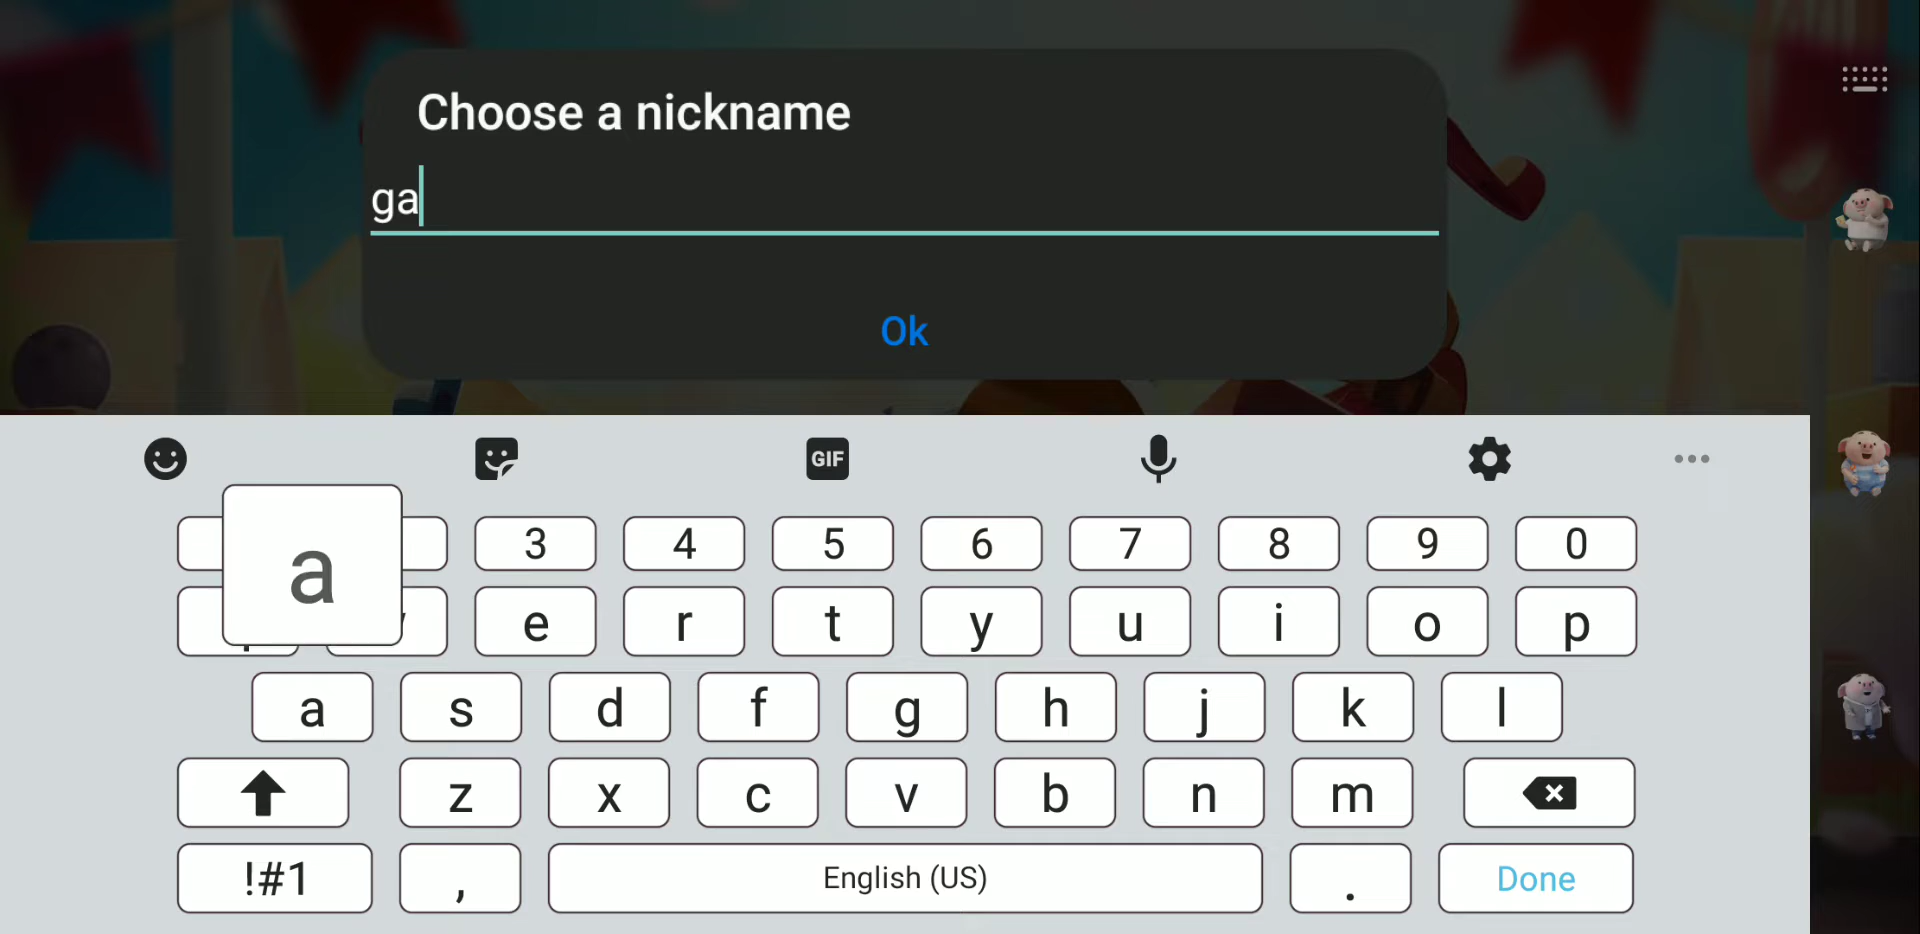 Choose a nickname
ga
Ok
GIF
a
3 4 5 6 7 8 9 0
e r t y u i o p
a s d f g h j k l
z x c v b n m
!#1 , English (US) . Done